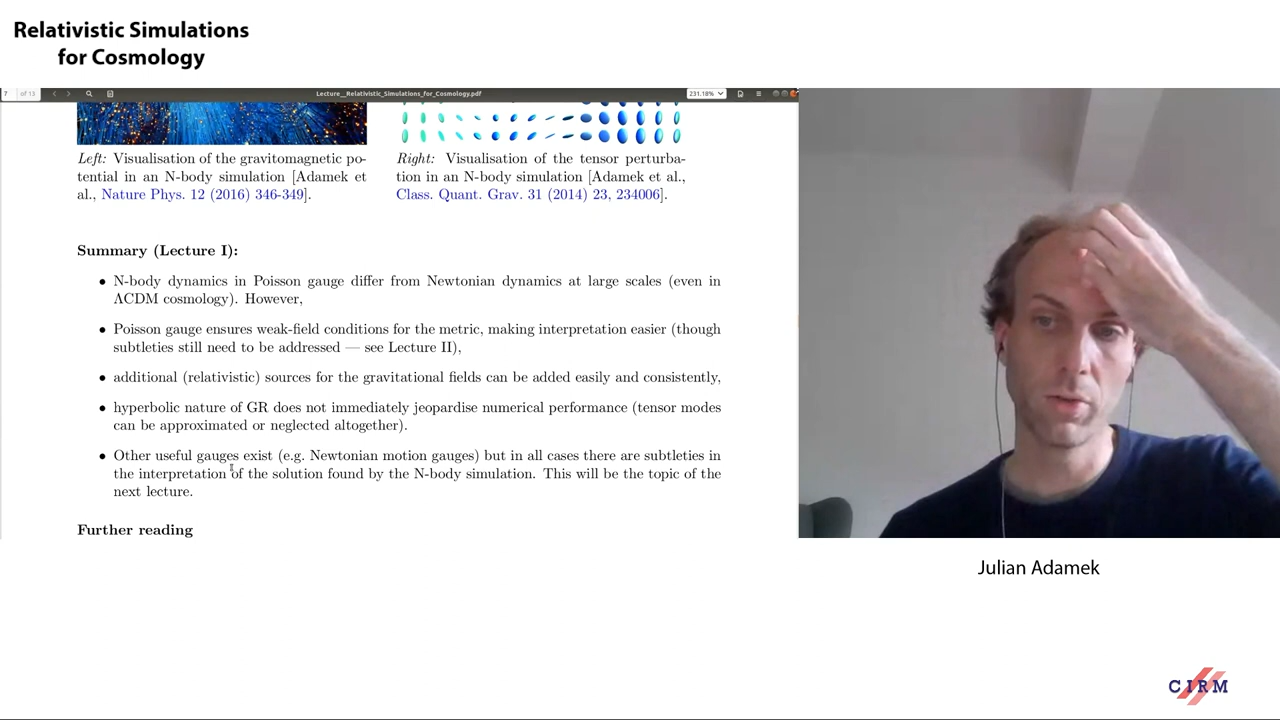 Relativistic Simulations
for Cosmology
7 of 13
Lecture__Relativistic_Simulations_for_Cosmology.pdf
231.18%
Left: Visualisation of the gravitomagnetic po-
tential in an N-body simulation [Adamek et
al., Nature Phys. 12 (2016) 346-349].
Right: Visualisation of the tensor perturba-
tion in an N-body simulation [Adamek et al.,
Class. Quant. Grav. 31 (2014) 23, 234006].
Summary (Lecture I):
• N-body dynamics in Poisson gauge differ from Newtonian dynamics at large scales (even in
ΛCDM cosmology). However,
• Poisson gauge ensures weak-field conditions for the metric, making interpretation easier (though
subtleties still need to be addressed — see Lecture II),
• additional (relativistic) sources for the gravitational fields can be added easily and consistently,
• hyperbolic nature of GR does not immediately jeopardise numerical performance (tensor modes
can be approximated or neglected altogether).
• Other useful gauges exist (e.g. Newtonian motion gauges) but in all cases there are subtleties in
the interpretation of the solution found by the N-body simulation. This will be the topic of the
next lecture.
Further reading
Julian Adamek
CIRM